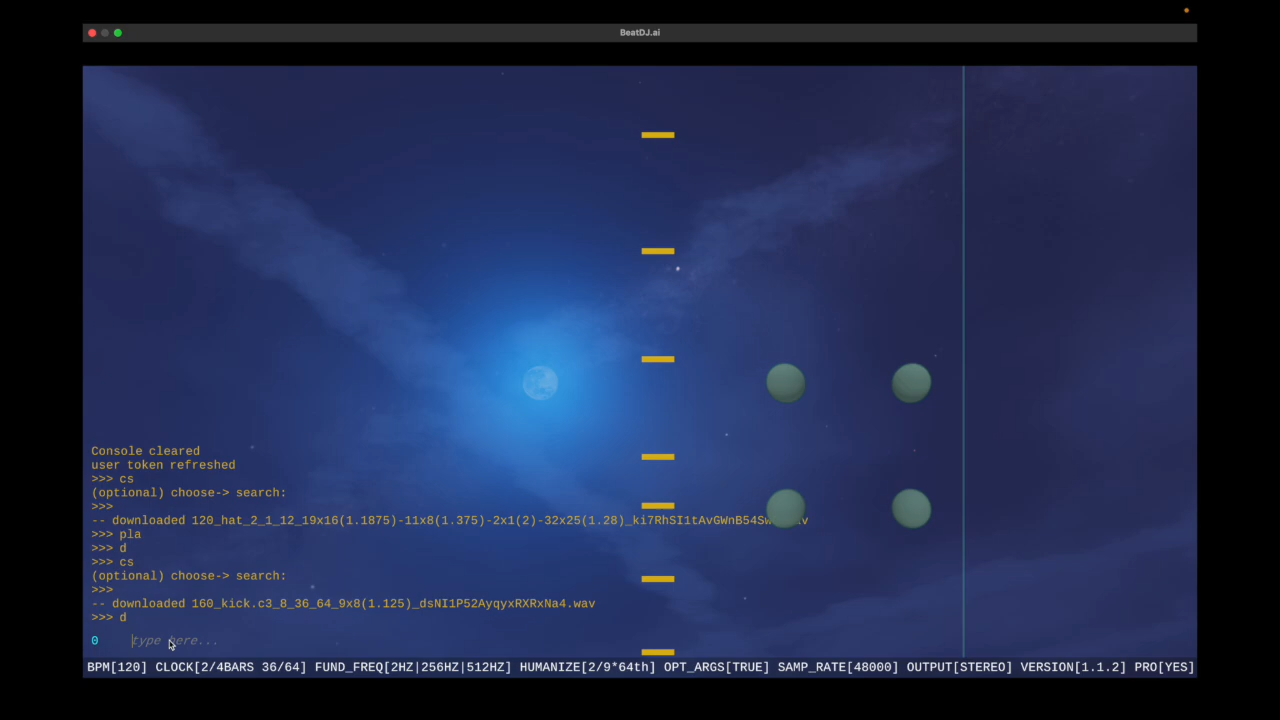 BeatDJ.ai
Console cleared
user token refreshed
>>> cs
(optional) choose-> search:
>>>
-- downloaded 120_hat_2_1_12_19x16(1.1875)-11x8(1.375)-2x1(2)-32x25(1.28)_ki7RhSI1tAvGWnB54S
>>> pla
>>> d
>>> cs
(optional) choose-> search:
>>>
-- downloaded 160_kick.c3_8_36_64_9x8(1.125)_dsNI1P52AyqyxRXRxNa4.wav
>>> d
0 type here...
BPM[120] CLOCK[2/4BARS 36/64] FUND_FREQ[2HZ|256HZ|512HZ] HUMANIZE[2/9*64th] OPT_ARGS[TRUE] SAMP_RATE[48000] OUTPUT[STEREO] VERSION[1.1.2] PRO[YES]